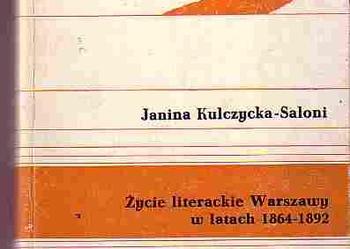 Janina Kulczycka-Saloni
Życie literackie Warszawy
w latach 1864-1892